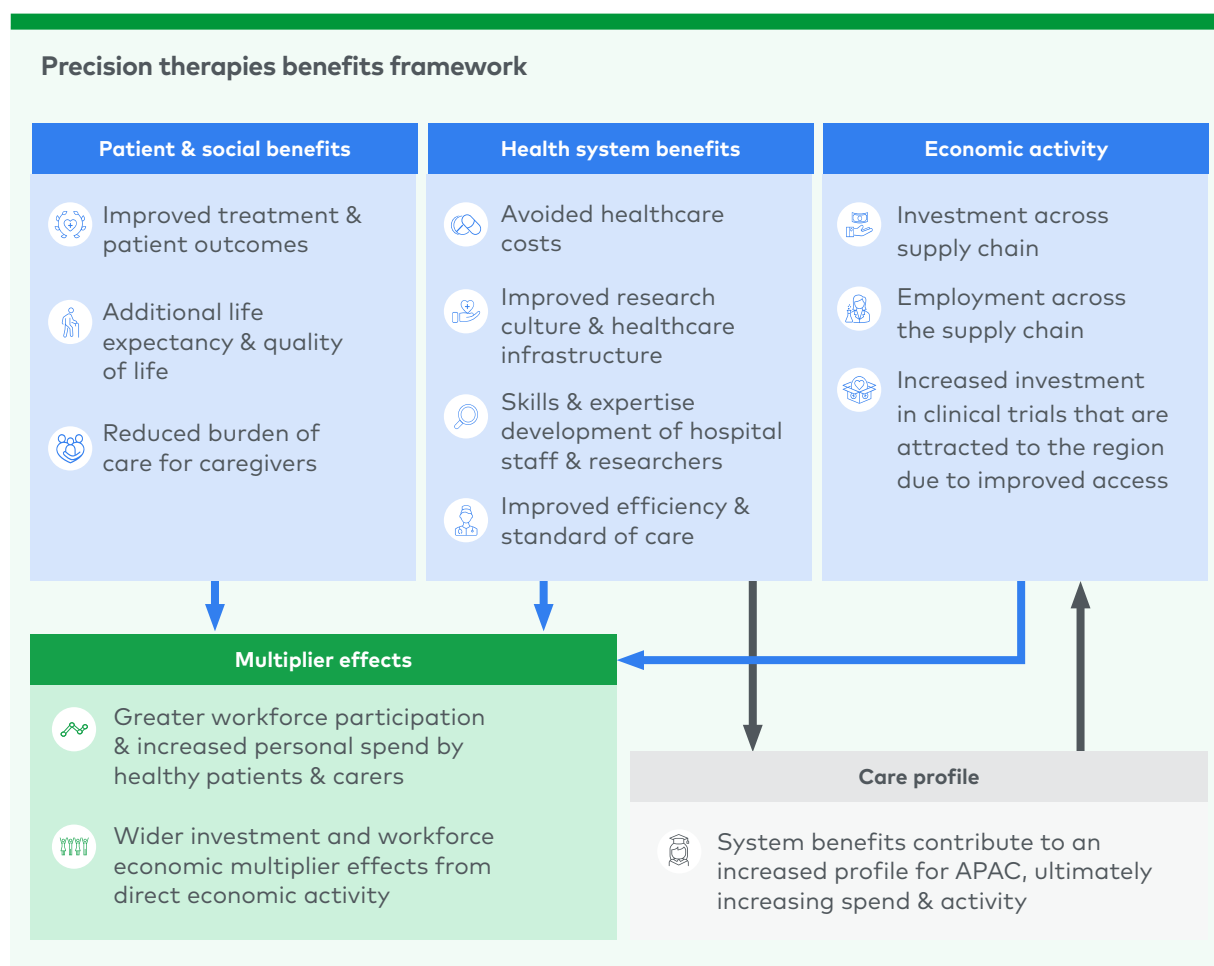 Precision therapies benefits framework
Patient & social benefits
Improved treatment &
patient outcomes
Additional life
expectancy & quality
of life
Reduced burden of
care for caregivers
Health system benefits
Avoided healthcare
costs
Improved research
culture & healthcare
infrastructure
Skills & expertise
development of hospital
staff & researchers
Improved efficiency &
standard of care
Economic activity
Investment across
supply chain
Employment across
the supply chain
Increased investment
in clinical trials that are
attracted to the region
due to improved access
Multiplier effects
Greater workforce participation
& increased personal spend by
healthy patients & carers
Wider investment and workforce
economic multiplier effects from
direct economic activity
Care profile
System benefits contribute to an
increased profile for APAC, ultimately
increasing spend & activity